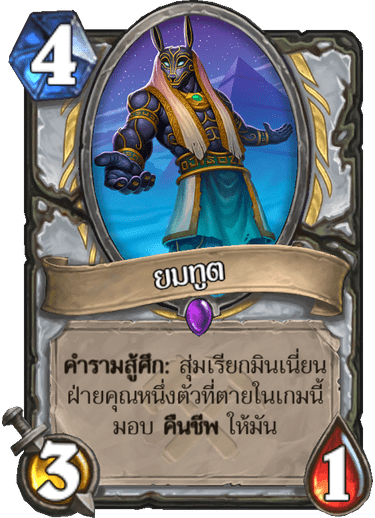 4
ยมทูต
คำรามสู้ศึก: สุ่มเรียกมินเนี่ยน
ฝ่ายคุณหนึ่งตัวที่ตายในเกมนี้
มอบ คืนชีพ ให้มัน
3
1